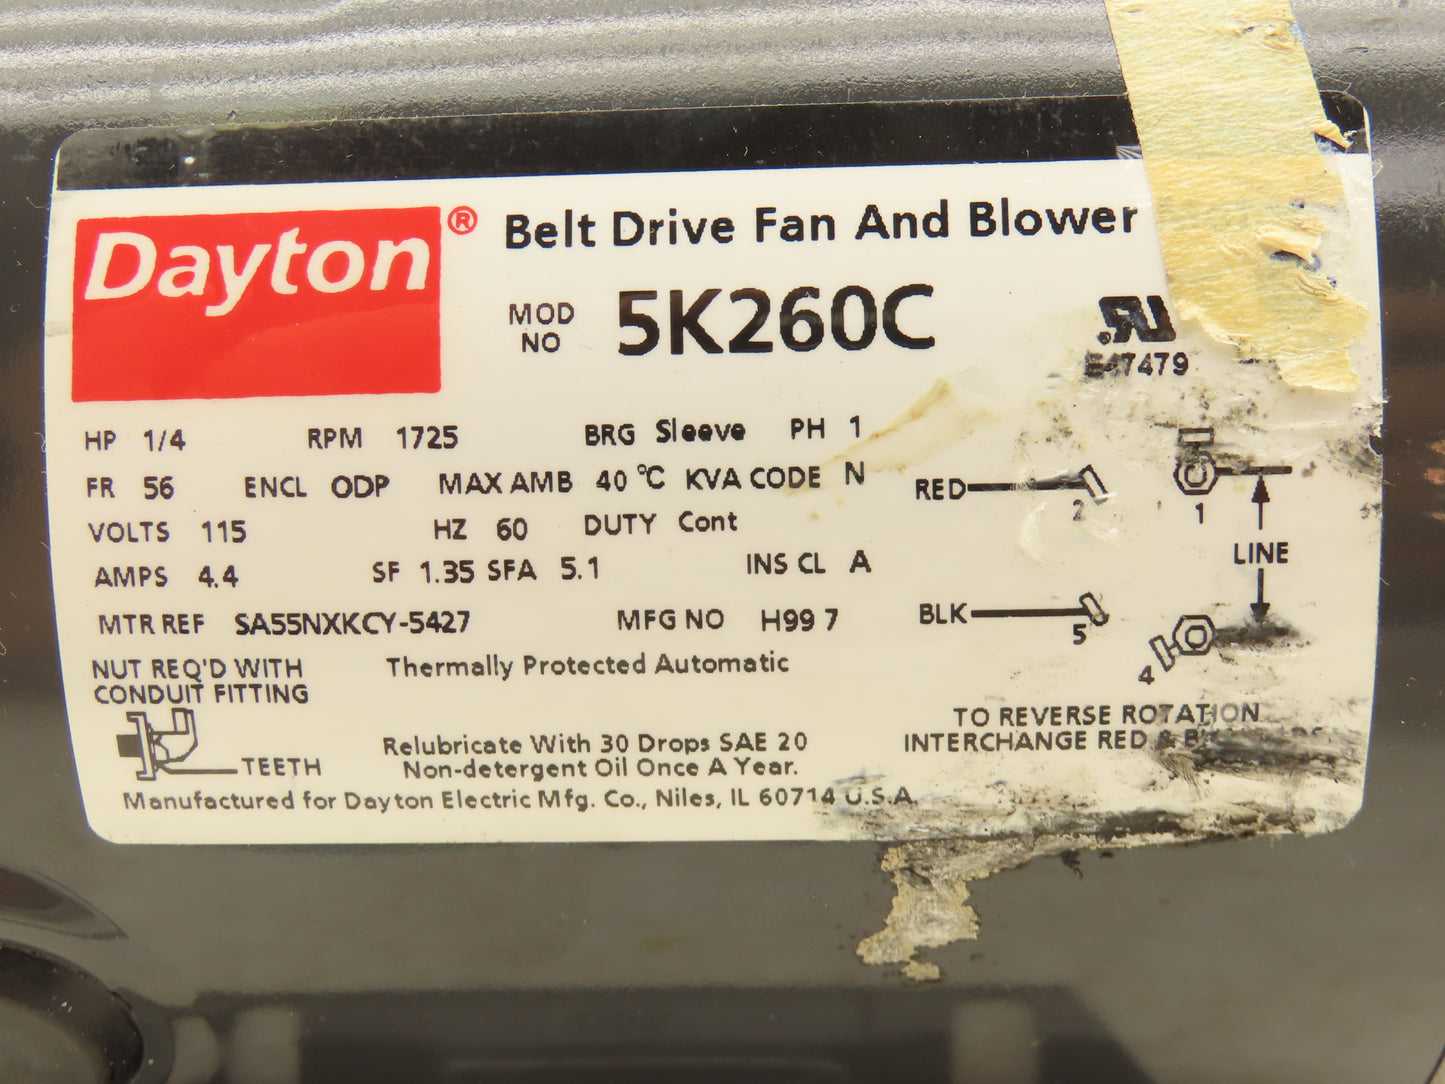 Dayton® Belt Drive Fan And Blower
MOD NO 5K260C
E47479
HP 1/4 RPM 1725 BRG Sleeve PH 1
FR 56 ENCL ODP MAX AMB 40 °C KVA CODE N
VOLTS 115 HZ 60 DUTY Cont
AMPS 4.4 SF 1.35 SFA 5.1 INS CL A
MTR REF SA55NXKCY-5427 MFG NO H99 7
NUT REQ'D WITH
CONDUIT FITTING
TEETH
Thermally Protected Automatic
Relubricate With 30 Drops SAE 20
Non-detergent Oil Once A Year.
Manufactured for Dayton Electric Mfg. Co., Niles, IL 60714 U.S.A.
RED 2 1
LINE
BLK 5 4
TO REVERSE ROTATION
INTERCHANGE RED &